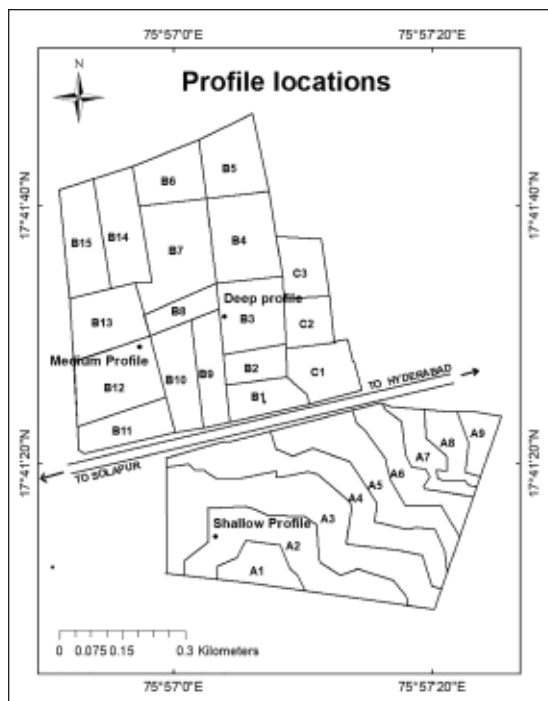 75°57'0"E 75°57'20"E
N
Profile locations
17°41'40"N 17°41'40"N
B5
B6
B15 B14
B4
B7
C3
Deep profile
B8
B3
B13
C2
Medium Profile
B9
B2
B10
C1
B12
B1
TO HYDERABAD
B11
17°41'20"N 17°41'20"N
TO SOLAPUR
A9
A8
A7
A6
A5
A4
A3
Shallow Profile
A2
A1
0 0.075 0.15 0.3 Kilometers
75°57'0"E 75°57'20"E